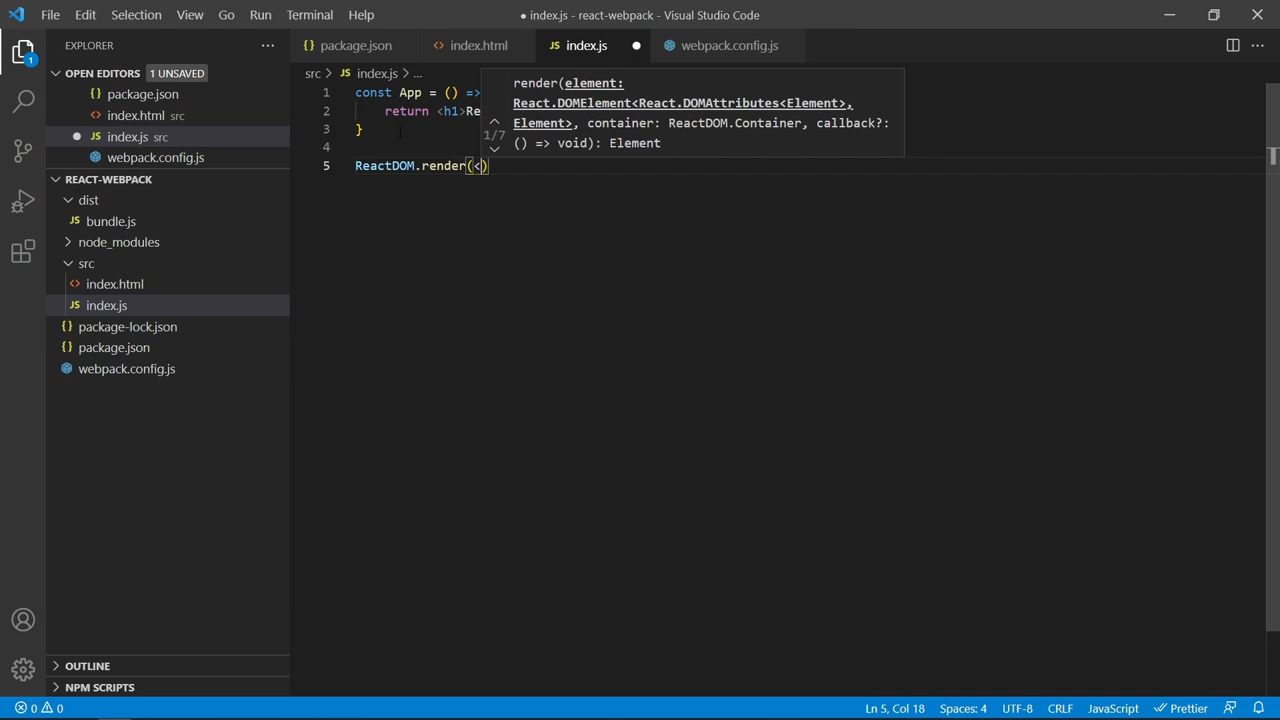 File Edit Selection View Go Run Terminal Help
● index.js - react-webpack - Visual Studio Code
1
EXPLORER
OPEN EDITORS 1 UNSAVED
package.json
index.html src
index.js src
webpack.config.js
REACT-WEBPACK
dist
bundle.js
node_modules
src
index.html
index.js
package-lock.json
package.json
webpack.config.js
OUTLINE
NPM SCRIPTS
package.json index.html index.js webpack.config.js
src > index.js > ...
1 const App = () =>
2 return <h1>Re
3 }
4
5 ReactDOM.render(<)
1/7
render(element:
React.DOMElement<React.DOMAttributes<Element>,
Element>, container: ReactDOM.Container, callback?:
() => void): Element
0 0
Ln 5, Col 18 Spaces: 4 UTF-8 CRLF JavaScript Prettier